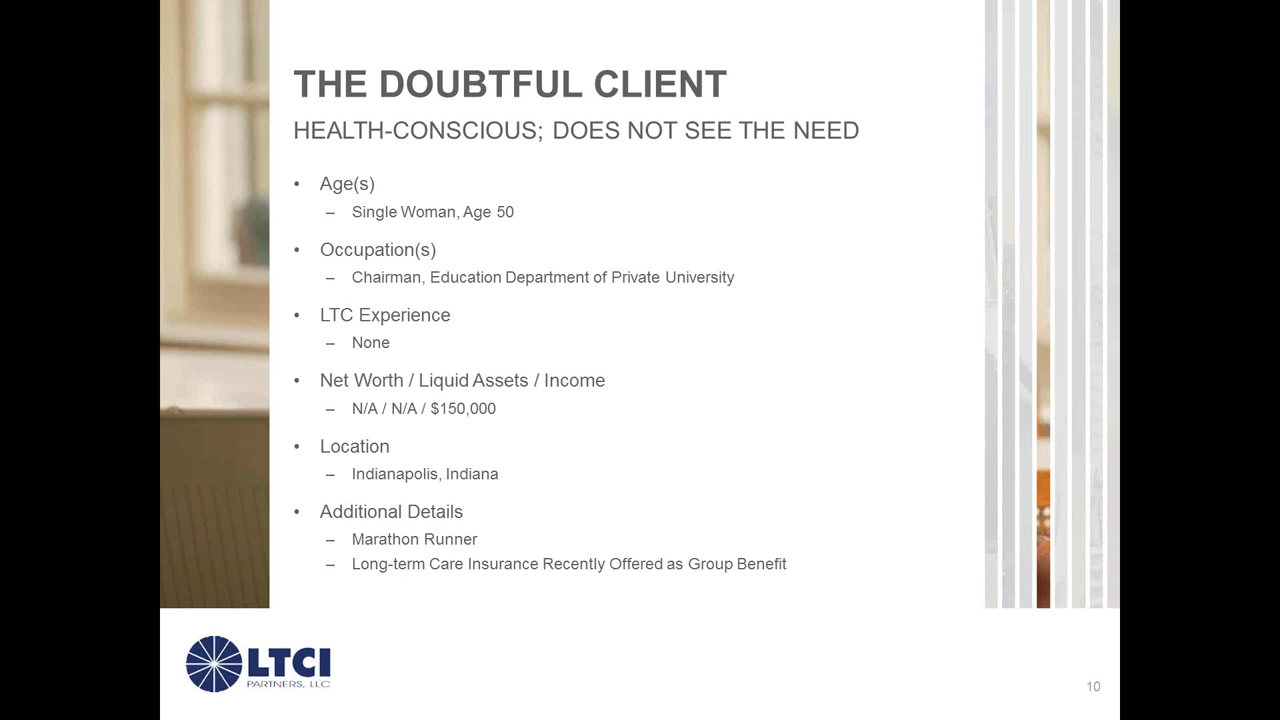 THE DOUBTFUL CLIENT
HEALTH-CONSCIOUS; DOES NOT SEE THE NEED
• Age(s)
– Single Woman, Age 50
• Occupation(s)
– Chairman, Education Department of Private University
• LTC Experience
– None
• Net Worth / Liquid Assets / Income
– N/A / N/A / $150,000
• Location
– Indianapolis, Indiana
• Additional Details
– Marathon Runner
– Long-term Care Insurance Recently Offered as Group Benefit
LTCI
PARTNERS, LLC
10